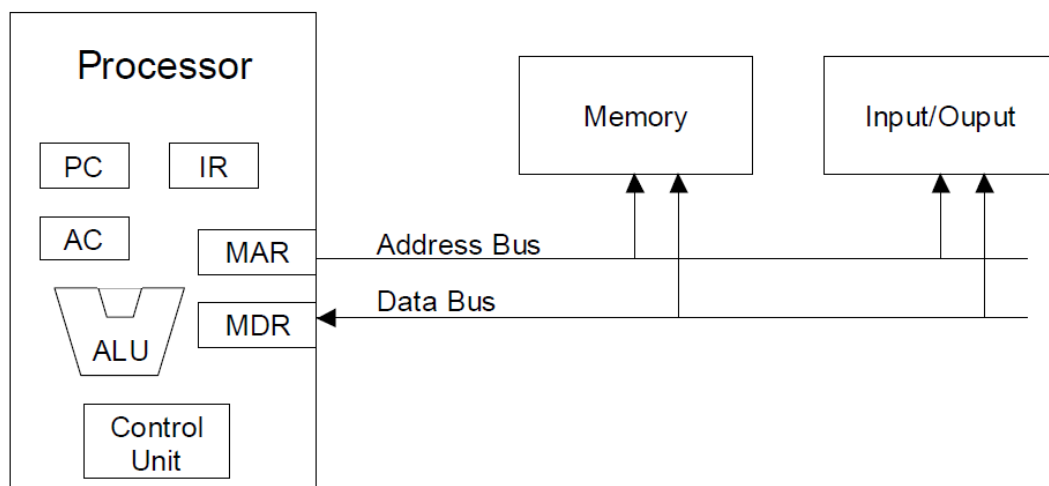 Processor
Memory
Input/Ouput
PC
IR
AC
MAR
Address Bus
MDR
Data Bus
ALU
Control
Unit